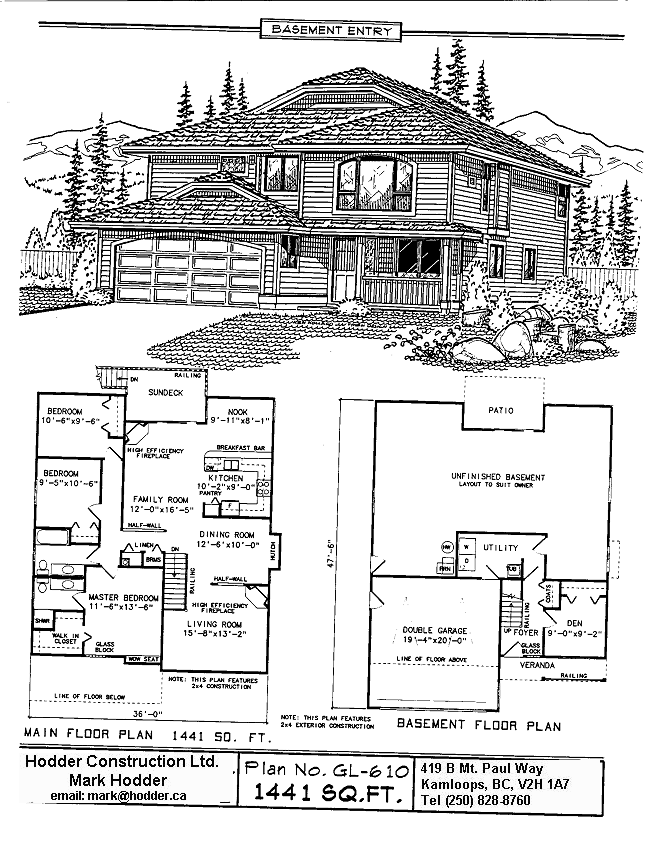 BASEMENT ENTRY
RAILING
DN
SUNDECK
BEDROOM
10'-6"x9'-6"
NOOK
9'-11"x8'-1"
HIGH EFFICIENCY
FIREPLACE
BREAKFAST BAR
DW
BEDROOM
9'-5"x10'-6"
KITCHEN
10'-2"x9'-0"
PANTRY
F
FAMILY ROOM
12'-0"x16'-5"
HALF-WALL
DINING ROOM
12'-6"x10'-0"
HUTCH
LINEN
BRMS
DN
RAILING
HALF-WALL
MASTER BEDROOM
11'-6"x13'-6"
HIGH EFFICIENCY
FIREPLACE
SHWR
LIVING ROOM
15'-8"x13'-2"
WALK IN
CLOSET
GLASS
BLOCK
WDW SEAT
NOTE: THIS PLAN FEATURES
2x4 CONSTRUCTION
LINE OF FLOOR BELOW
36'-0"
MAIN FLOOR PLAN 1441 SQ. FT.
PATIO
UNFINISHED BASEMENT
LAYOUT TO SUIT OWNER
47'-6"
HW
W
D
UTILITY
FRN
TUB
COATS
RAILING
DOUBLE GARAGE
19'-4"x20'-0"
UP
FOYER
DEN
9'-0"x9'-2"
GLASS
BLOCK
LINE OF FLOOR ABOVE
VERANDA
RAILING
NOTE: THIS PLAN FEATURES
2x4 EXTERIOR CONSTRUCTION
BASEMENT FLOOR PLAN
Hodder Construction Ltd.
Mark Hodder
email: mark@hodder.ca
Plan No. GL-610
1441 SQ.FT.
419 B Mt. Paul Way
Kamloops, BC, V2H 1A7
Tel (250) 828-8760